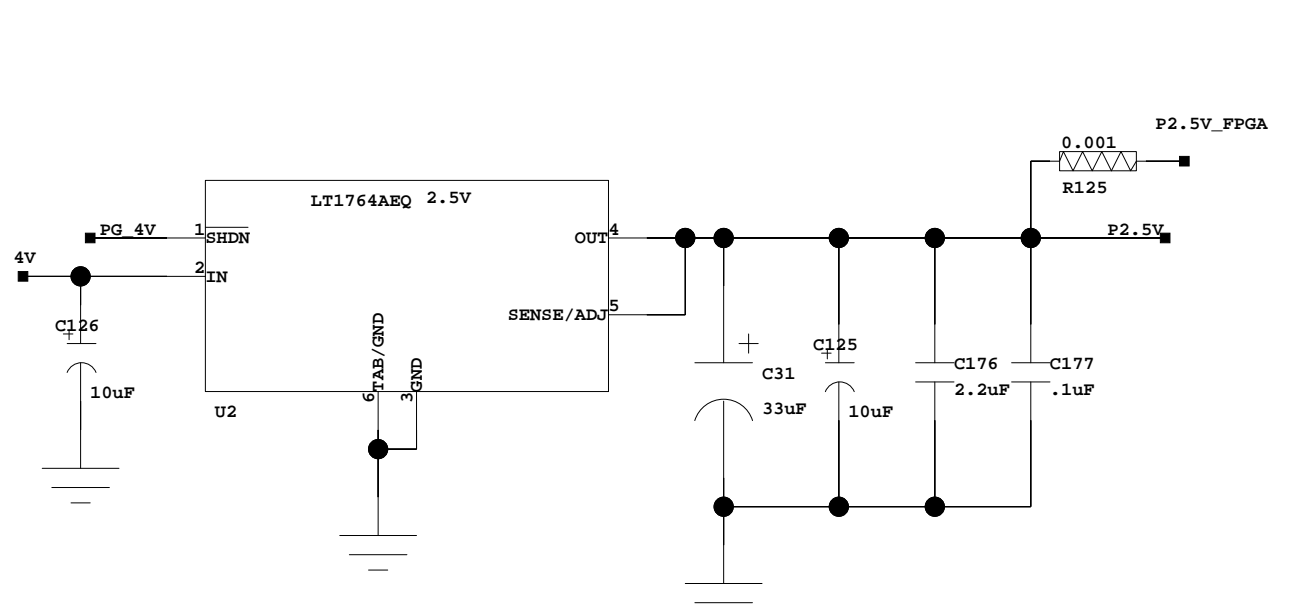 P2.5V_FPGA
0.001
R125
LT1764AEQ 2.5V
PG_4V
1
SHDN
OUT
4
P2.5V
4V
2
IN
SENSE/ADJ
5
C126
10uF
TAB/GND
GND
6
3
U2
C31
33uF
C125
10uF
C176
2.2uF
C177
.1uF